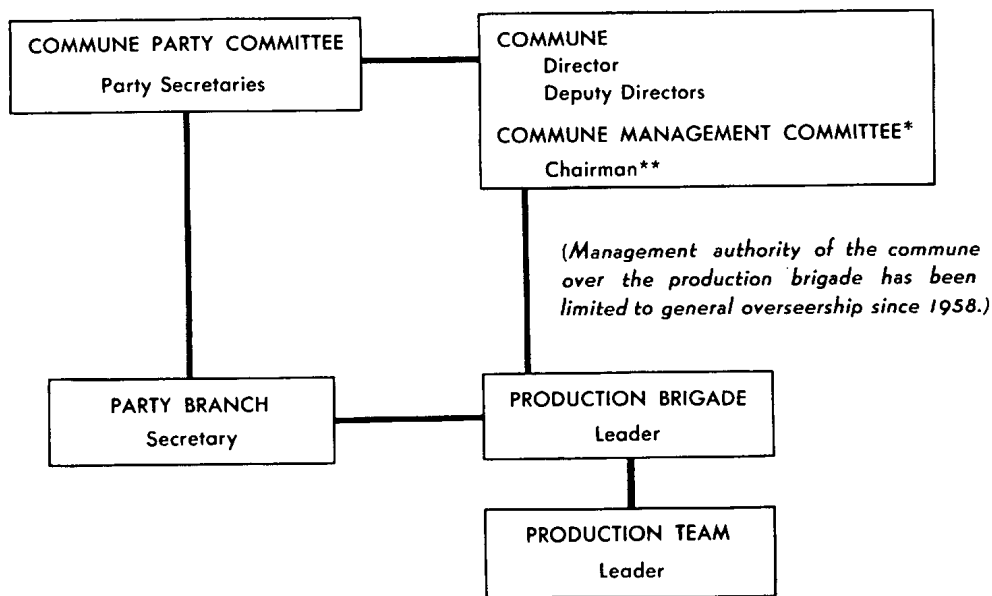 COMMUNE PARTY COMMITTEE
Party Secretaries
COMMUNE
Director
Deputy Directors
COMMUNE MANAGEMENT COMMITTEE*
Chairman**
(Management authority of the commune
over the production brigade has been
limited to general overseership since 1958.)
PARTY BRANCH
Secretary
PRODUCTION BRIGADE
Leader
PRODUCTION TEAM
Leader